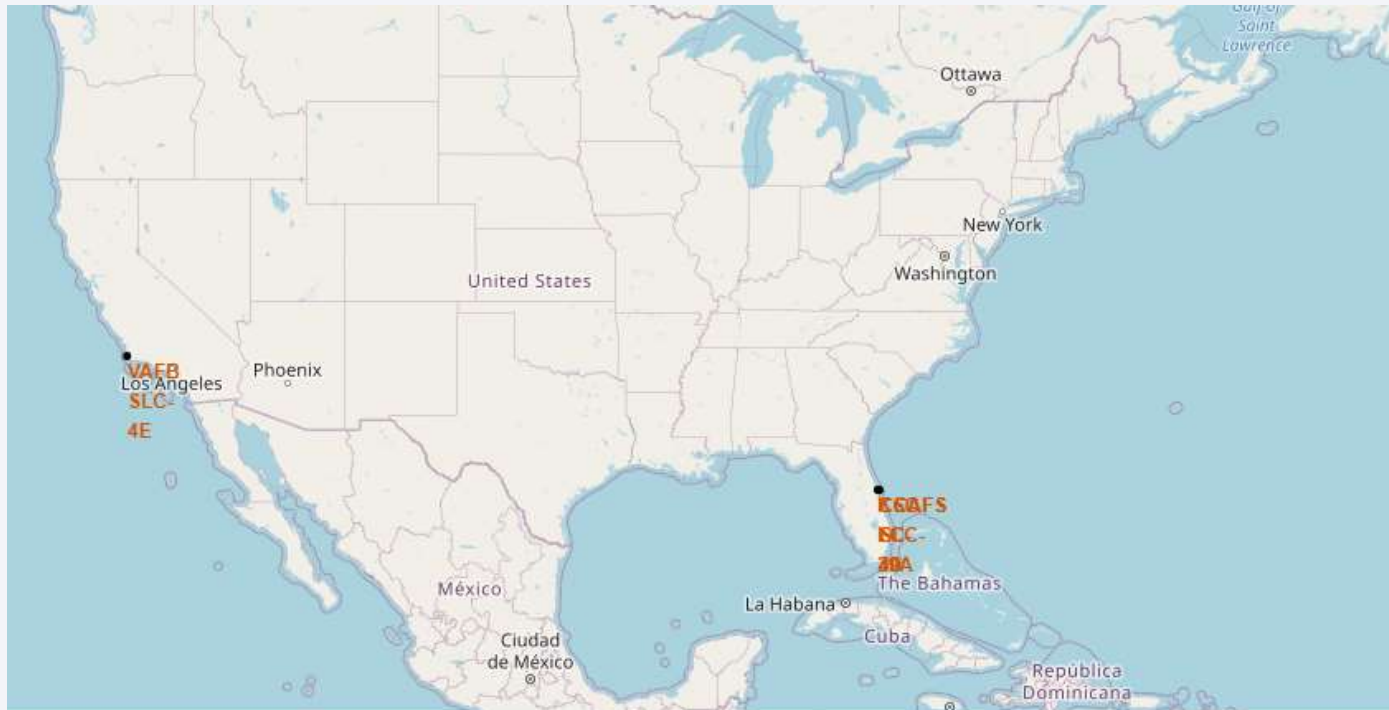 Gulf of
Saint
Lawrence
Ottawa
New York
Washington
United States
Phoenix
VAFB
Los Angeles
SLC-
4E
The Bahamas
La Habana
Cuba
México
Ciudad
de México
República
Dominicana